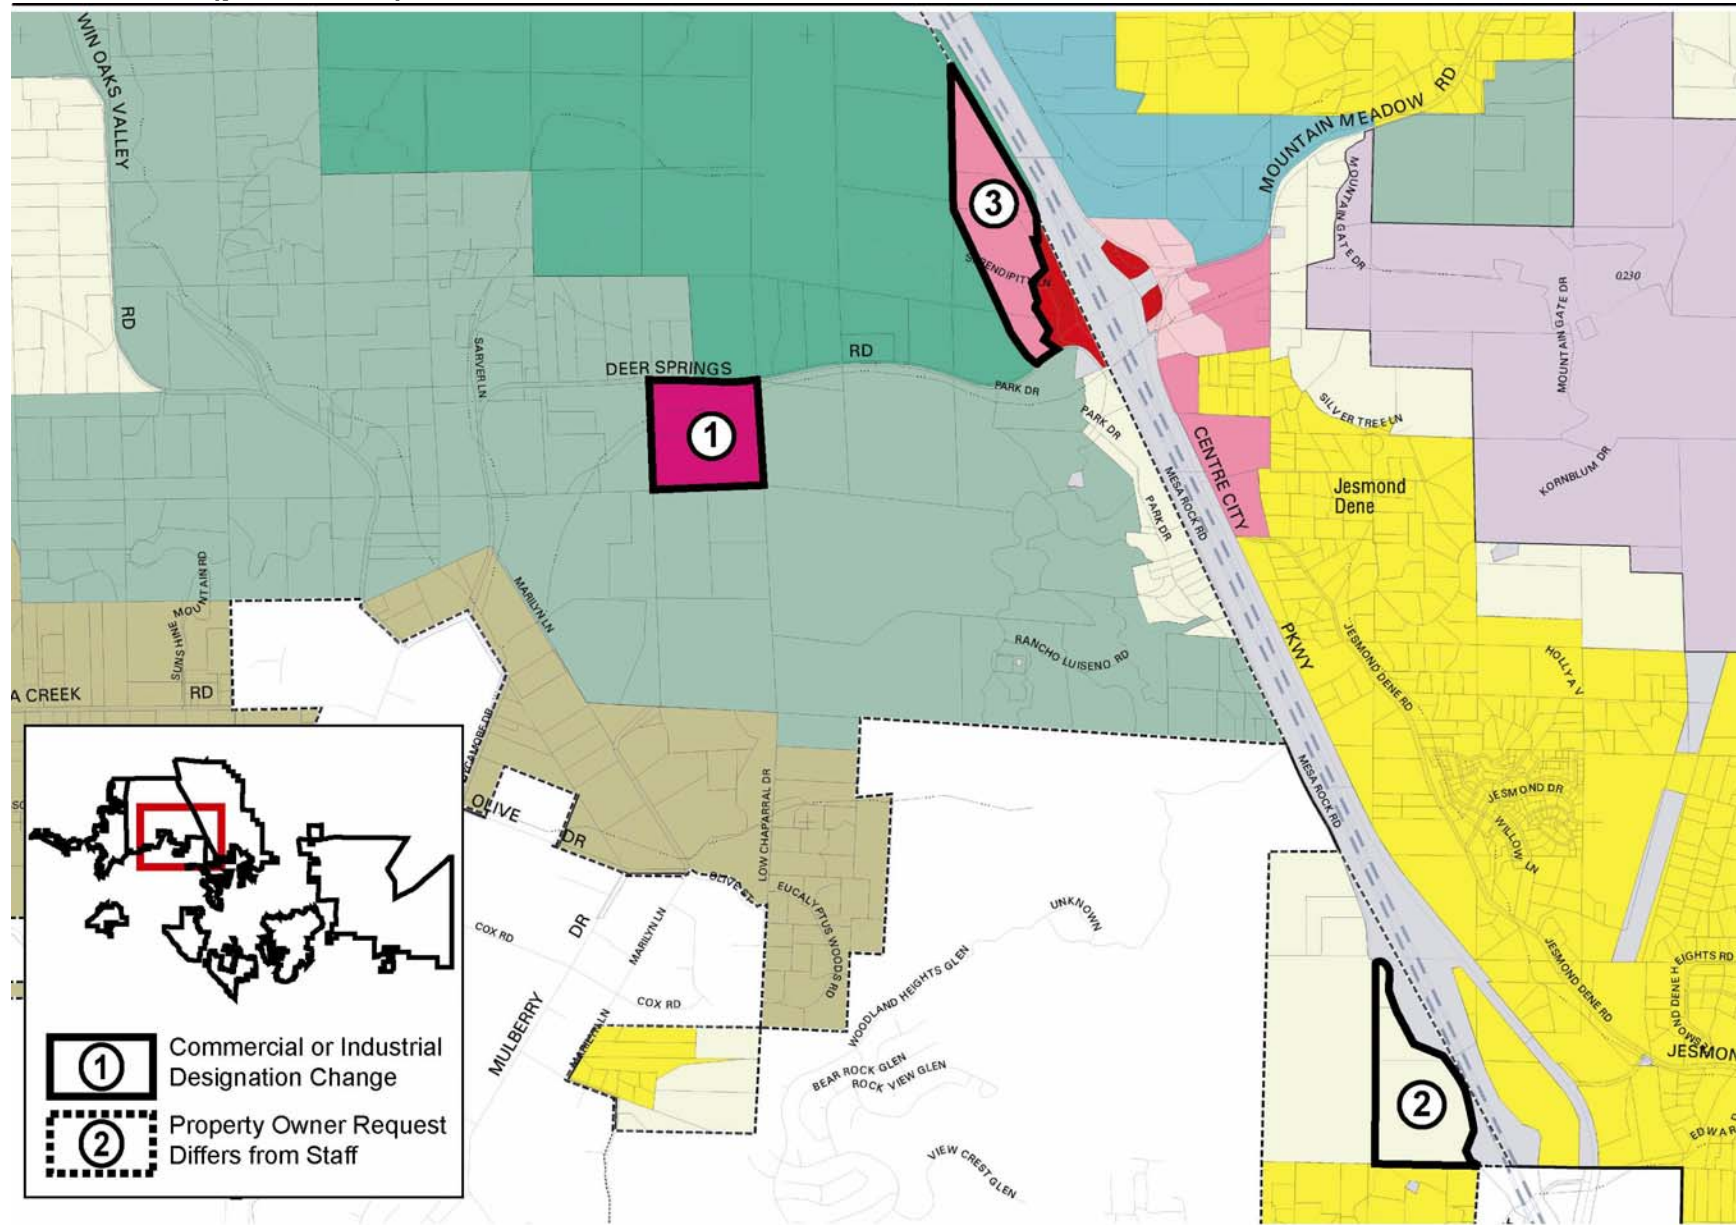 WIN OAKS VALLEY
RD
MOUNTAIN MEADOW RD
MOUNTAIN GATE DR
MOUNTAIN GATE DR
0230
3
SERENDIPITY LN
SARVER LN
DEER SPRINGS
RD
PARK DR
PARK DR
PARK DR
1
SILVER TREE LN
CENTRE CITY
PKWY
MESA ROCK RD
KORNBLUM DR
Jesmond
Dene
SUNSHINE MOUNTAIN RD
MARILYN LN
RANCHO LUISENO RD
JESMOND DENE RD
HOLLY AV
A CREEK
RD
MESA ROCK RD
JESMOND DR
WILLOW LN
OLIVE
DR
LOW CHAPARRAL DR
OLIVE ST
EUCALYPTUS WOODS RD
COX RD
DR
MARILYN LN
UNKNOWN
WOODLAND HEIGHTS GLEN
JESMOND DENE RD
COX RD
MULBERRY
MARILYN LN
BEAR ROCK GLEN
ROCK VIEW GLEN
VIEW CREST GLEN
JESMON
EDWAR
2
1
Commercial or Industrial
Designation Change
2
Property Owner Request
Differs from Staff